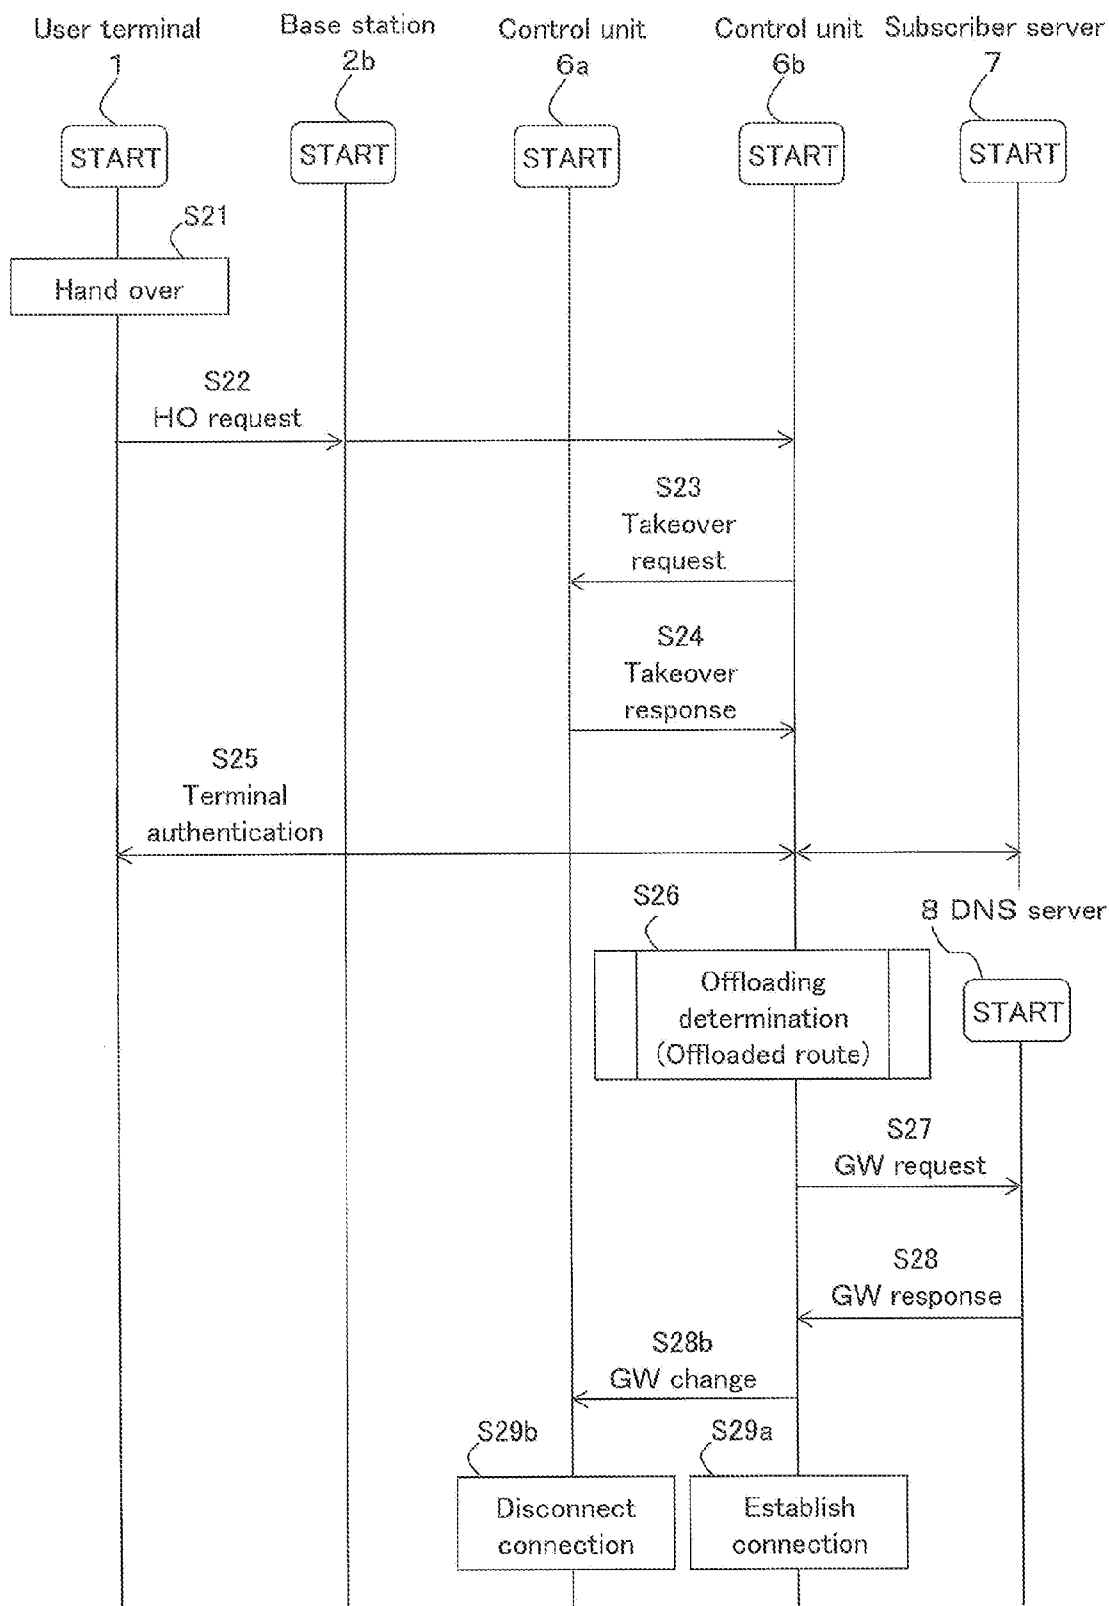 User terminal
1
Base station
2b
Control unit
6a
Control unit
6b
Subscriber server
7
START
START
START
START
START
S21
Hand over
S22
HO request
S23
Takeover
request
S24
Takeover
response
S25
Terminal
authentication
S26
8 DNS server
Offloading
determination
(Offloaded route)
START
S27
GW request
S28
GW response
S28b
GW change
S29b
S29a
Disconnect
connection
Establish
connection